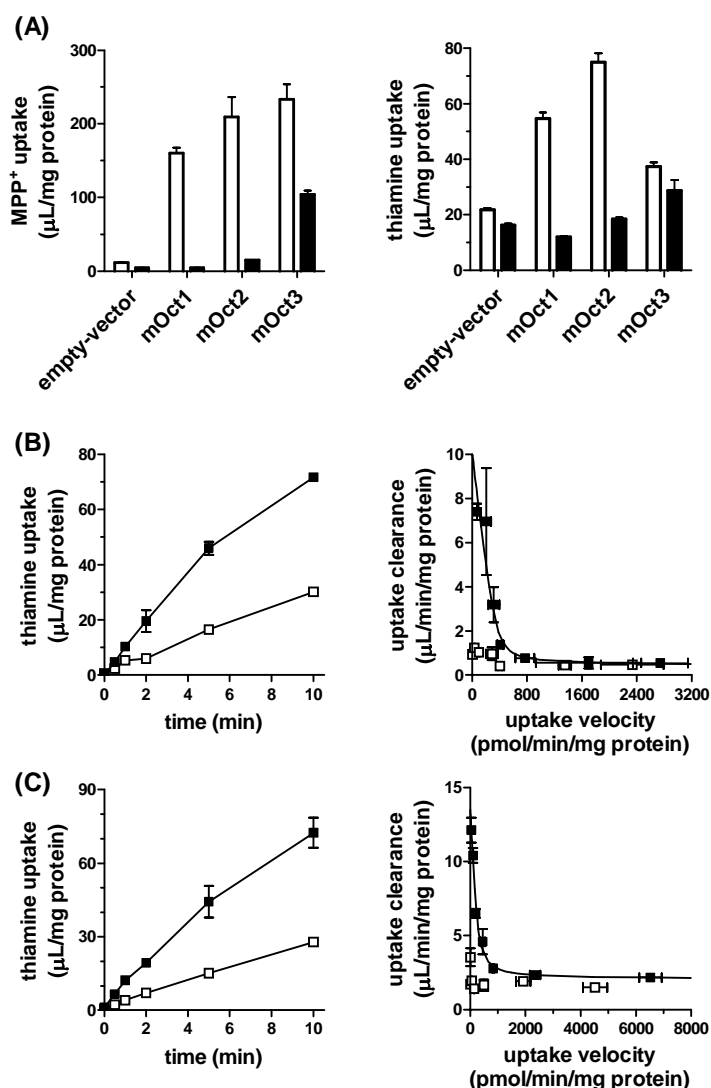 (A)
MPP⁺ uptake
(µL/mg protein)
300
200
100
0
empty-vector
mOct1
mOct2
mOct3
thiamine uptake
(µL/mg protein)
80
60
40
20
0
empty-vector
mOct1
mOct2
mOct3
(B)
thiamine uptake
(µL/mg protein)
80
60
40
20
0
0 2 4 6 8 10
time (min)
uptake clearance
(µL/min/mg protein)
10
8
6
4
2
0
0 800 1600 2400 3200
uptake velocity
(pmol/min/mg protein)
(C)
thiamine uptake
(µL/mg protein)
90
60
30
0
0 2 4 6 8 10
time (min)
uptake clearance
(µL/min/mg protein)
15
10
5
0
0 2000 4000 6000 8000
uptake velocity
(pmol/min/mg protein)